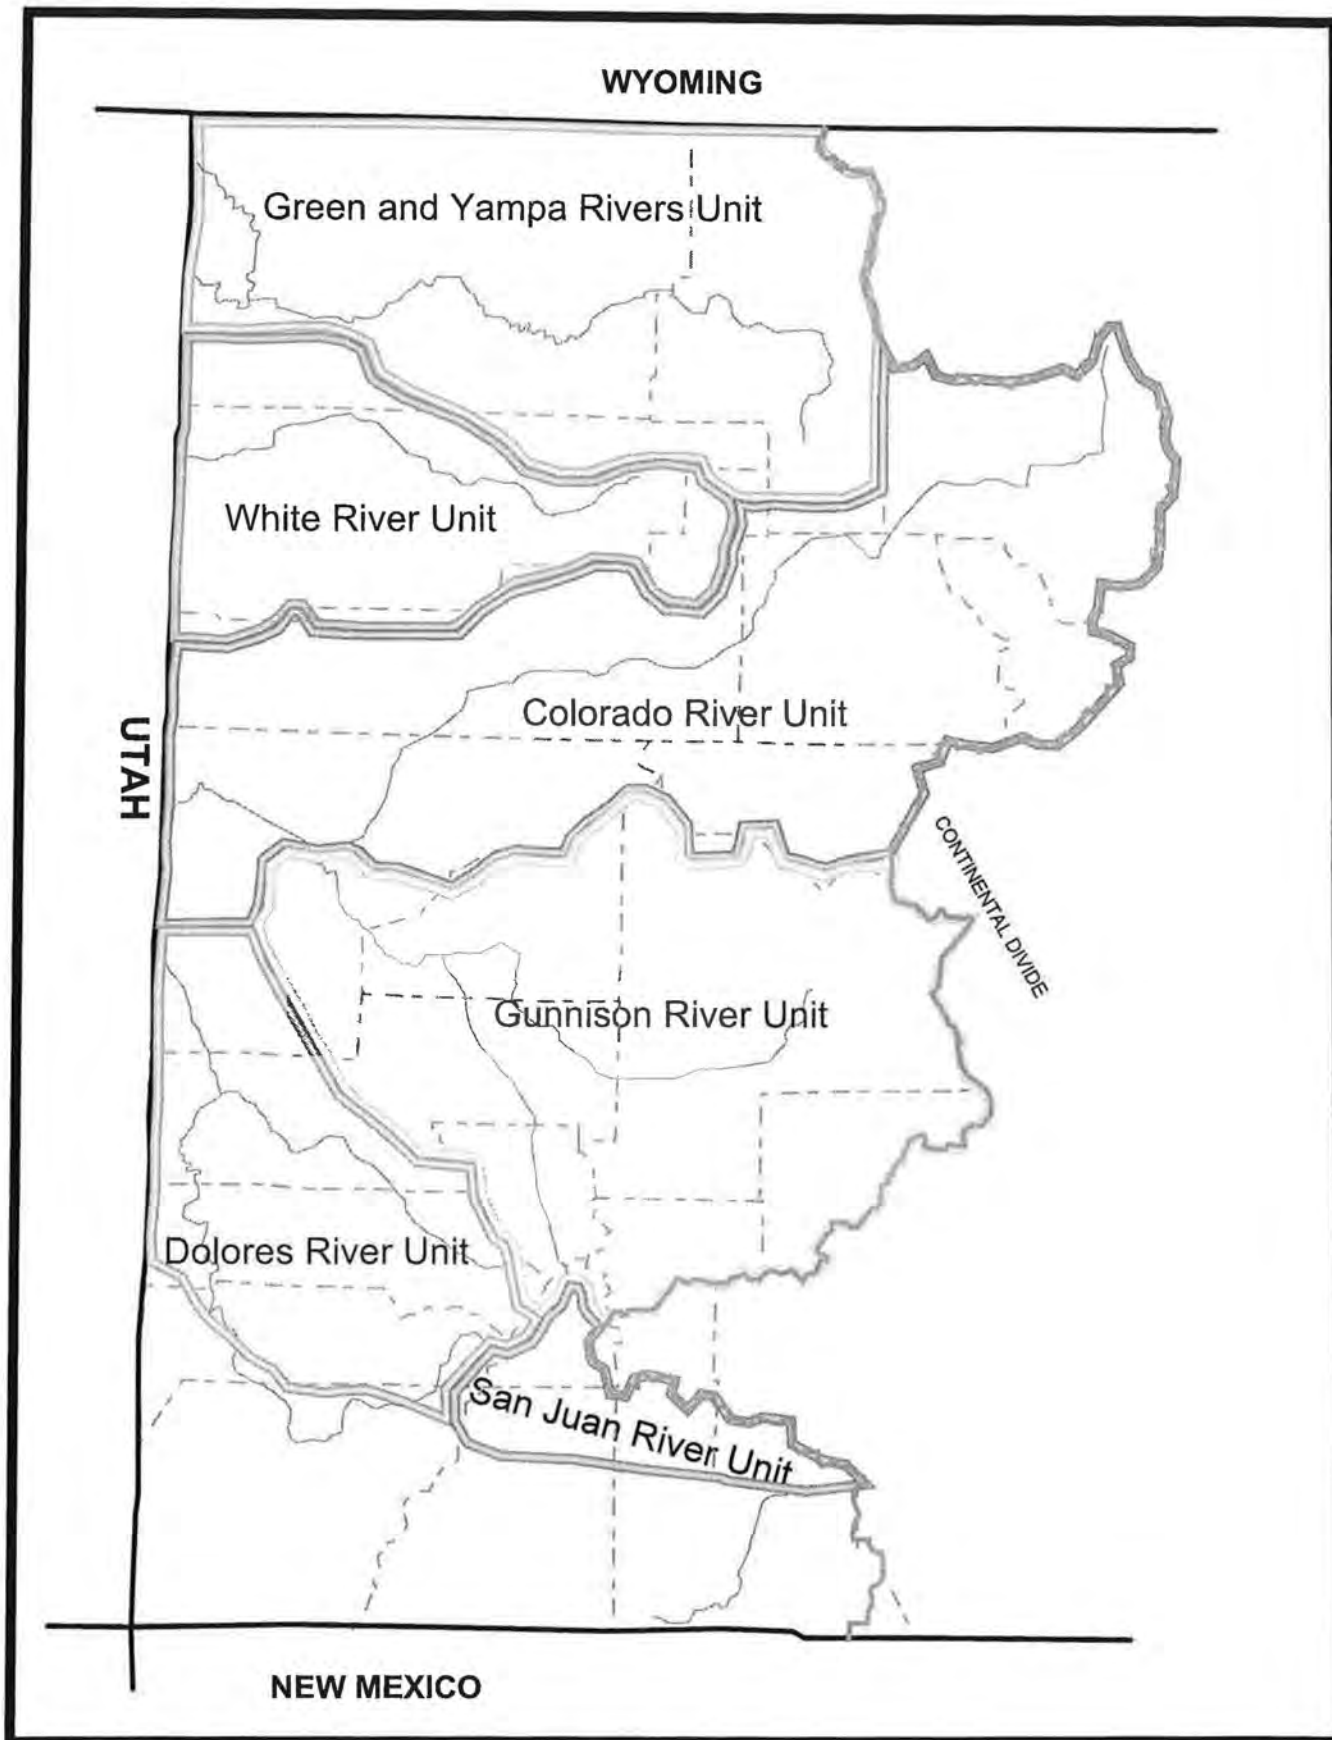 WYOMING
Green and Yampa Rivers Unit
White River Unit
UTAH
Colorado River Unit
CONTINENTAL DIVIDE
Gunnison River Unit
Dolores River Unit
San Juan River Unit
NEW MEXICO